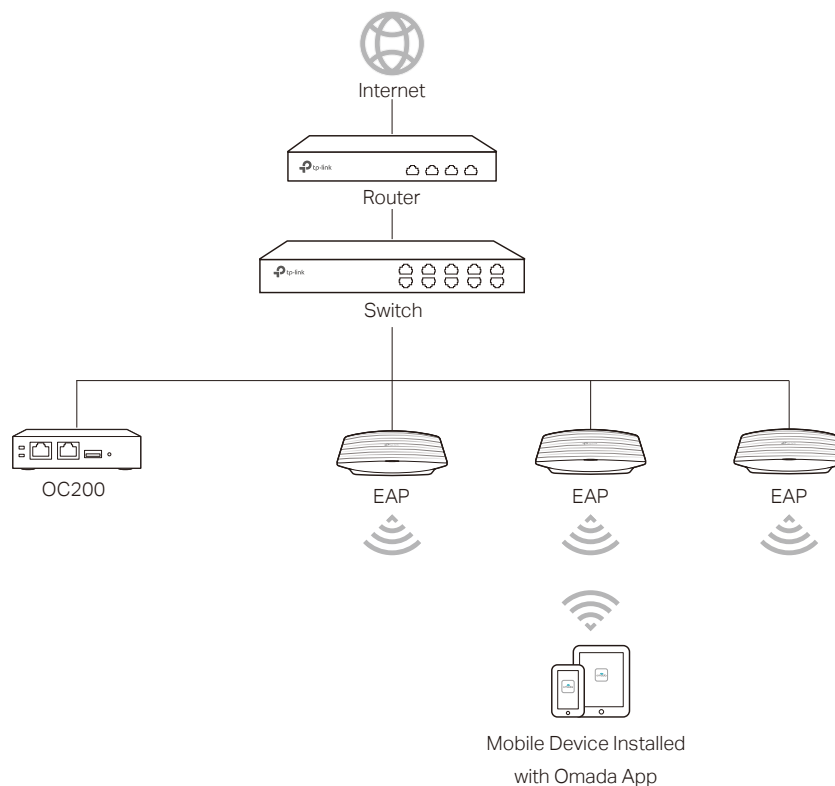 Internet
tp-link
Router
tp-link
Switch
OC200
EAP
EAP
EAP
Mobile Device Installed
with Omada App